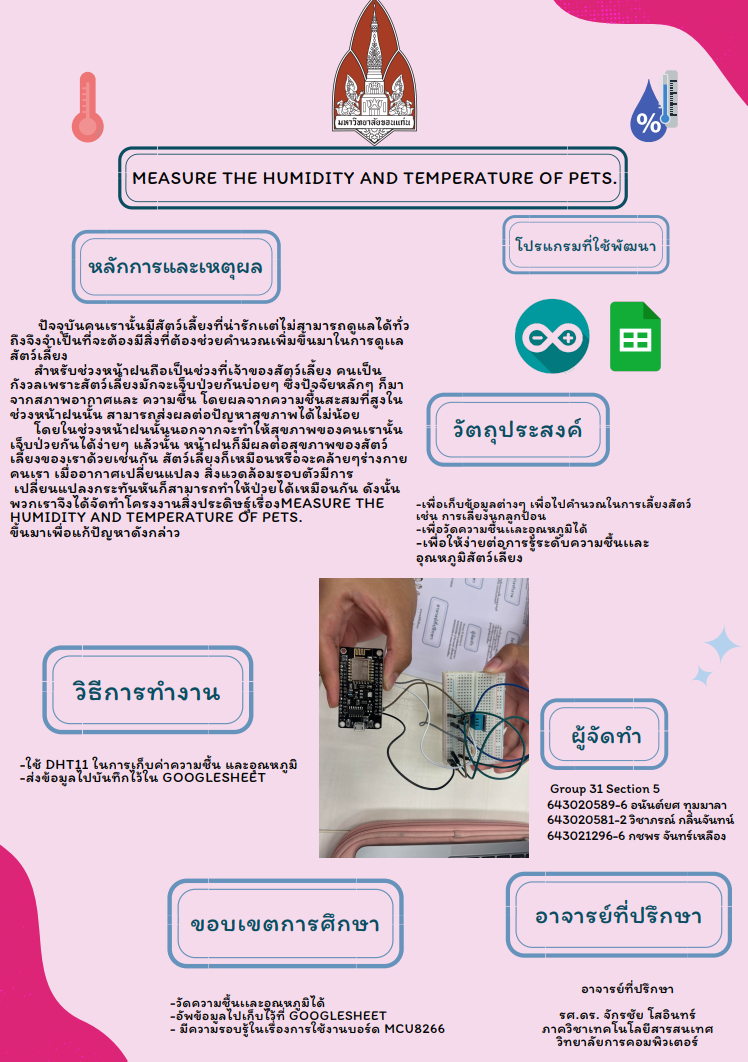 มหาวิทยาลัยขอนแก่น
%
MEASURE THE HUMIDITY AND TEMPERATURE OF PETS.
หลักการและเหตุผล
ปัจจุบันคนเรานั้นมีสัตว์เลี้ยงที่น่ารักแต่ไม่สามารถดูแลได้ทั่ว
ถึงจึงจำเป็นที่จะต้องมีสิ่งที่ต้องช่วยคำนวณเพิ่มขึ้นมาในการดูแล
สัตว์เลี้ยง
สำหรับช่วงหน้าฝนถือเป็นช่วงที่เจ้าของสัตว์เลี้ยง คนเป็น
กังวลเพราะสัตว์เลี้ยงมักจะเจ็บป่วยกันบ่อยๆ ซึ่งปัจจัยหลักๆ ก็มา
จากสภาพอากาศและ ความชื้น โดยผลจากความชื้นสะสมที่สูงใน
ช่วงหน้าฝนนั้น สามารถส่งผลต่อปัญหาสุขภาพได้ไม่น้อย
โดยในช่วงหน้าฝนนั้นนอกจากจะทำให้สุขภาพของคนเรานั้น
เจ็บป่วยกันได้ง่ายๆ แล้วนั้น หน้าฝนก็มีผลต่อสุขภาพของสัตว์
เลี้ยงของเราด้วยเช่นกัน สัตว์เลี้ยงก็เหมือนหรือจะคล้ายๆร่างกาย
คนเรา เมื่ออากาศเปลี่ยนแปลง สิ่งแวดล้อมรอบตัวมีการ
เปลี่ยนแปลงกระทันหันก็สามารถทำให้ป่วยได้เหมือนกัน ดังนั้น
พวกเราจึงได้จัดทำโครงงานสิ่งประดิษฐ์เรื่องMEASURE THE
HUMIDITY AND TEMPERATURE OF PETS.
ขึ้นมาเพื่อแก้ปัญหาดังกล่าว
โปรแกรมที่ใช้พัฒนา
วัตถุประสงค์
-เพื่อเก็บข้อมูลต่างๆ เพื่อไปคำนวณในการเลี้ยงสัตว์
เช่น การเลี้ยงนกลูกป้อน
-เพื่อวัดความชื้นและอุณหภูมิได้
-เพื่อให้ง่ายต่อการรู้ระดับความชื้นและ
อุณหภูมิสัตว์เลี้ยง
วิธีการทำงาน
-ใช้ DHT11 ในการเก็บค่าความชื้น และอุณหภูมิ
-ส่งข้อมูลไปบันทึกไว้ใน GOOGLESHEET
ผู้จัดทำ
Group 31 Section 5
643020589-6 อนันต์ยศ ทุมมาลา
643020581-2 วิชาภรณ์ กลิ่นจันทน์
643021296-6 กชพร จันทร์เหลือง
ขอบเขตการศึกษา
-วัดความชื้นและอุณหภูมิได้
-อัพข้อมูลไปเก็บไว้ที่ GOOGLESHEET
- มีความรอบรู้ในเรื่องการใช้งานบอร์ด MCU8266
อาจารย์ที่ปรึกษา
อาจารย์ที่ปรึกษา
รศ.ดร. จักรชัย โสอินทร์
ภาควิชาเทคโนโลยีสารสนเทศ
วิทยาลัยการคอมพิวเตอร์